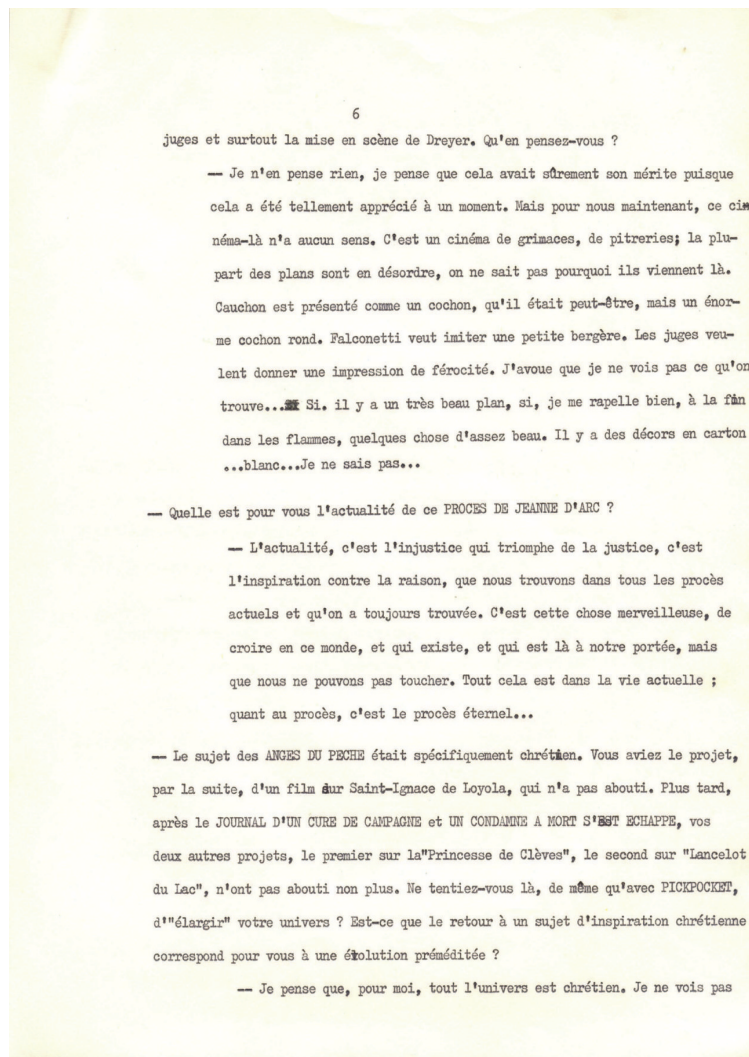 6
juges et surtout la mise en scène de Dreyer. Qu'en pensez-vous ?
— Je n'en pense rien, je pense que cela avait sûrement son mérite puisque
cela a été tellement apprécié à un moment. Mais pour nous maintenant, ce ci-
néma-là n'a aucun sens. C'est un cinéma de grimaces, de pitreries; la plu-
part des plans sont en désordre, on ne sait pas pourquoi ils viennent là.
Cauchon est présenté comme un cochon, qu'il était peut-être, mais un énor-
me cochon rond. Falconetti veut imiter une petite bergère. Les juges veu-
lent donner une impression de férocité. J'avoue que je ne vois pas ce qu'on
trouve... Si. il y a un très beau plan, si, je me rapelle bien, à la fin
dans les flammes, quelques chose d'assez beau. Il y a des décors en carton
...blanc...Je ne sais pas...
— Quelle est pour vous l'actualité de ce PROCES DE JEANNE D'ARC ?
— L'actualité, c'est l'injustice qui triomphe de la justice, c'est
l'inspiration contre la raison, que nous trouvons dans tous les procès
actuels et qu'on a toujours trouvée. C'est cette chose merveilleuse, de
croire en ce monde, et qui existe, et qui est là à notre portée, mais
que nous ne pouvons pas toucher. Tout cela est dans la vie actuelle ;
quant au procès, c'est le procès éternel...
— Le sujet des ANGES DU PECHE était spécifiquement chrétien. Vous aviez le projet,
par la suite, d'un film sur Saint-Ignace de Loyola, qui n'a pas abouti. Plus tard,
après le JOURNAL D'UN CURE DE CAMPAGNE et UN CONDAMNE A MORT S'EST ECHAPPE, vos
deux autres projets, le premier sur la"Princesse de Clèves", le second sur "Lancelot
du Lac", n'ont pas abouti non plus. Ne tentiez-vous là, de même qu'avec PICKPOCKET,
d'"élargir" votre univers ? Est-ce que le retour à un sujet d'inspiration chrétienne
correspond pour vous à une évolution préméditée ?
— Je pense que, pour moi, tout l'univers est chrétien. Je ne vois pas